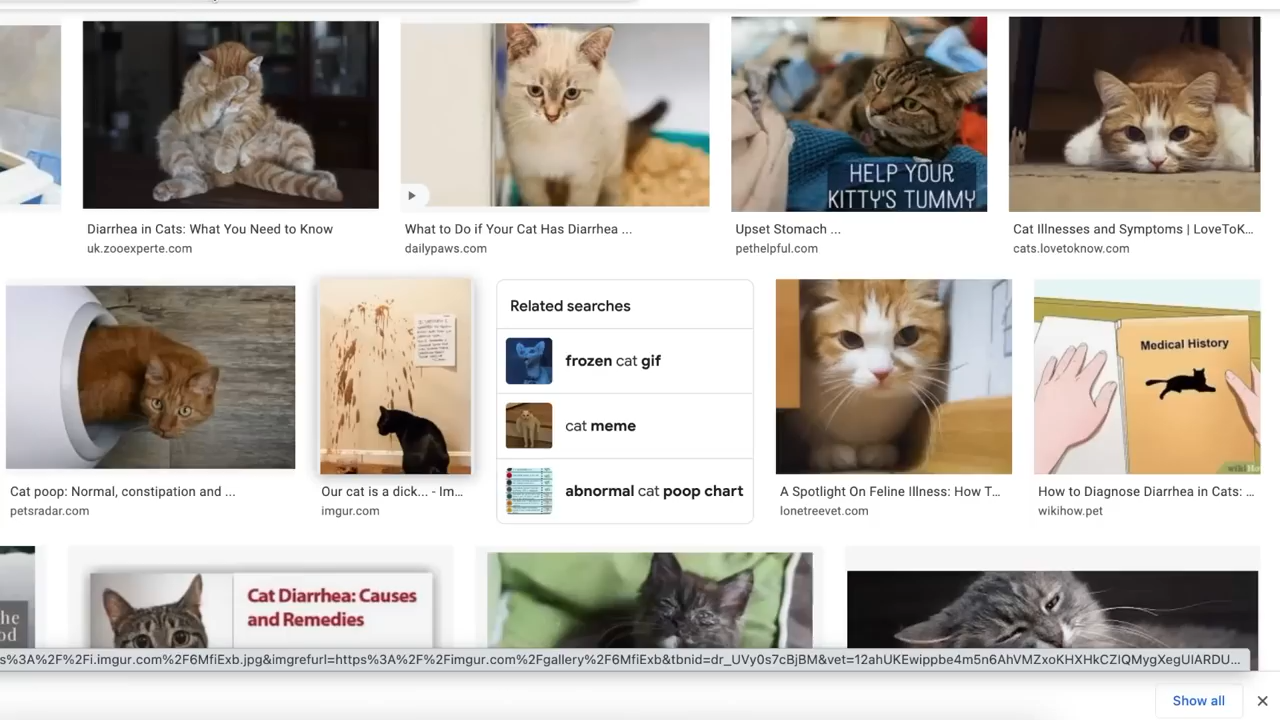 HELP YOUR
KITTY'S TUMMY
Diarrhea in Cats: What You Need to Know
uk.zooexperte.com
What to Do if Your Cat Has Diarrhea ...
dailypaws.com
Upset Stomach ...
pethelpful.com
Cat Illnesses and Symptoms | LoveToK...
cats.lovetoknow.com
Related searches
frozen cat gif
cat meme
abnormal cat poop chart
Medical History
Cat poop: Normal, constipation and ...
petsradar.com
Our cat is a dick... - Im...
imgur.com
A Spotlight On Feline Illness: How T...
lonetreevet.com
How to Diagnose Diarrhea in Cats: ...
wikihow.pet
Cat Diarrhea: Causes
and Remedies
he
od
s%3A%2F%2Fi.imgur.com%2F6MfiExb.jpg&imgrefurl=https%3A%2F%2Fimgur.com%2Fgallery%2F6MfiExb&tbnid=dr_UVy0s7cBjBM&vet=12ahUKEwippbe4m5n6AhVMZxoKHXHkCZIQMygXegUIARDU...
Show all